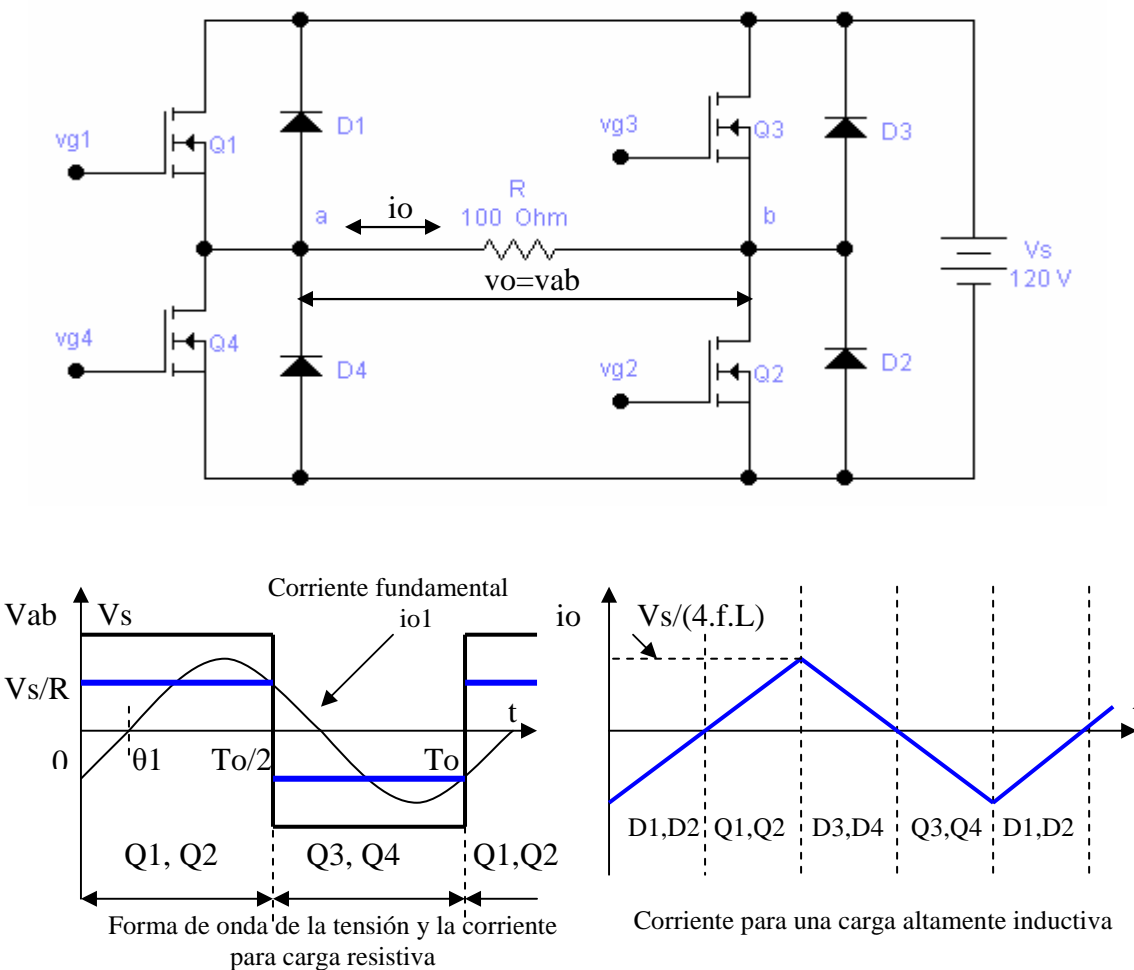 D1
vg1
Q1
vg3
Q3
D3
R
a
io
100 Ohm
b
Vs
120 V
vo=vab
vg4
Q4
D4
vg2
Q2
D2
Corriente fundamental
io1
Vab
Vs
Vs/R
0
θ1
To/2
To
t
Q1, Q2
Q3, Q4
Q1,Q2
Forma de onda de la tensión y la corriente
para carga resistiva
io
Vs/(4.f.L)
D1,D2
Q1,Q2
D3,D4
Q3,Q4
D1,D2
Corriente para una carga altamente inductiva